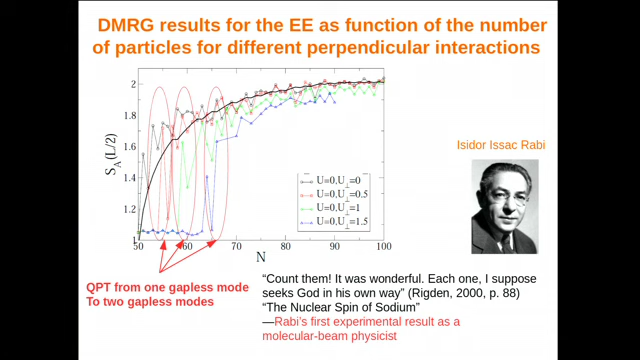 DMRG results for the EE as function of the number
of particles for different perpendicular interactions
2
1.8
1.6
1.4
1.2
1
S_A(L/2)
50
60
70
80
90
100
N
U=0,U⊥=0
U=0,U⊥=0.5
U=0,U⊥=1
U=0,U⊥=1.5
Isidor Issac Rabi
QPT from one gapless mode
To two gapless modes
“Count them! It was wonderful. Each one, I suppose
seeks God in his own way” (Rigden, 2000, p. 88)
“The Nuclear Spin of Sodium”
—Rabi’s first experimental result as a
molecular-beam physicist